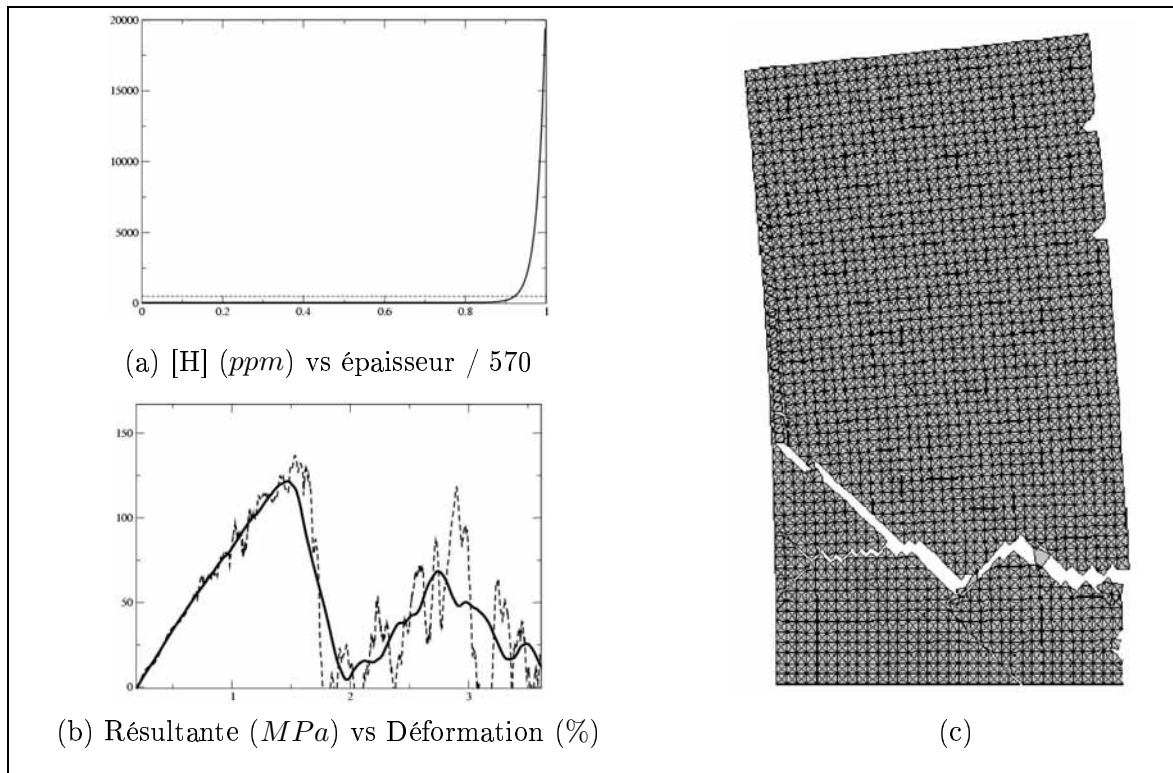 20000
15000
10000
5000
0
0 0.2 0.4 0.6 0.8 1
(a) [H] (ppm) vs épaisseur / 570
150
100
50
0
1 2 3
(b) Résultante (MPa) vs Déformation (%)
(c)